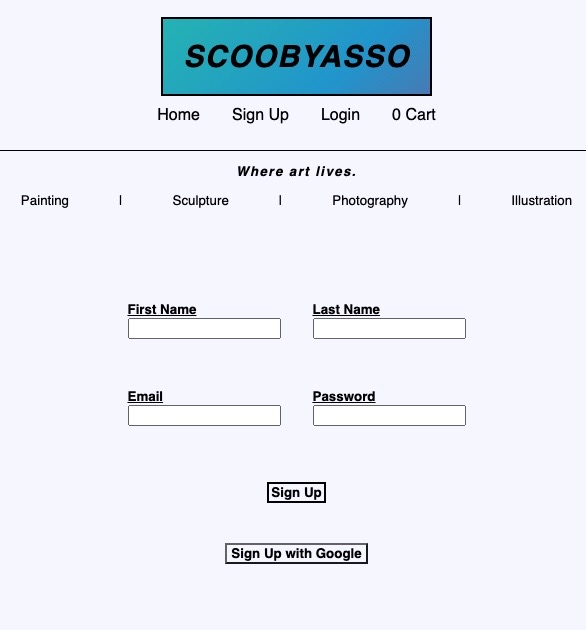 SCOOBYASSO
Home Sign Up Login 0 Cart
Where art lives.
Painting | Sculpture | Photography | Illustration
First Name Last Name
Email Password
Sign Up
Sign Up with Google